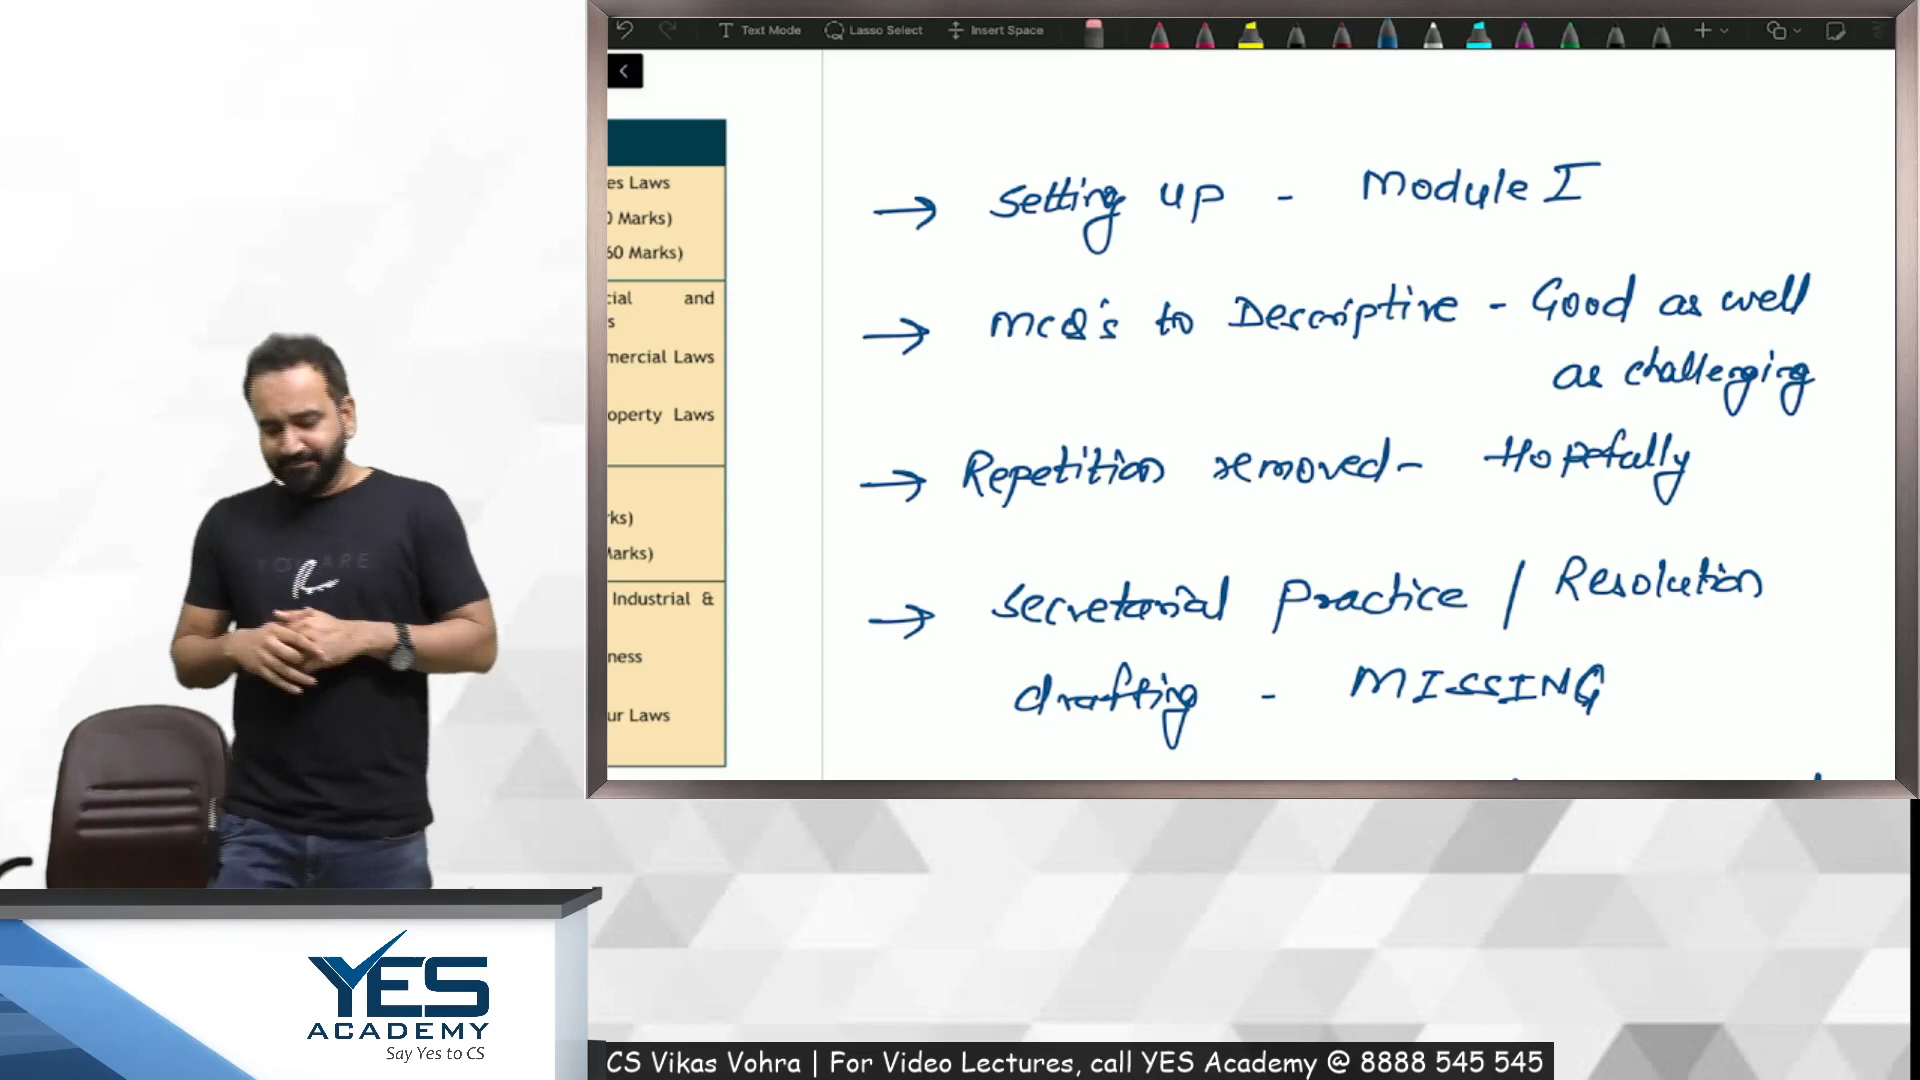 Text Mode
Lasso Select
Insert Space
es Laws
0 Marks)
60 Marks)
cial and
s
mercial Laws
operty Laws
ks)
Marks)
Industrial &
ness
ur Laws
→ Setting up - Module I
→ MCQ's to Descriptive - Good as well
as challenging
→ Repetition removed - Hopefully
→ Secretarial Practice / Resolution
drafting - MISSING
YOU ARE
YES
ACADEMY
Say Yes to CS
CS Vikas Vohra | For Video Lectures, call YES Academy @ 8888 545 545